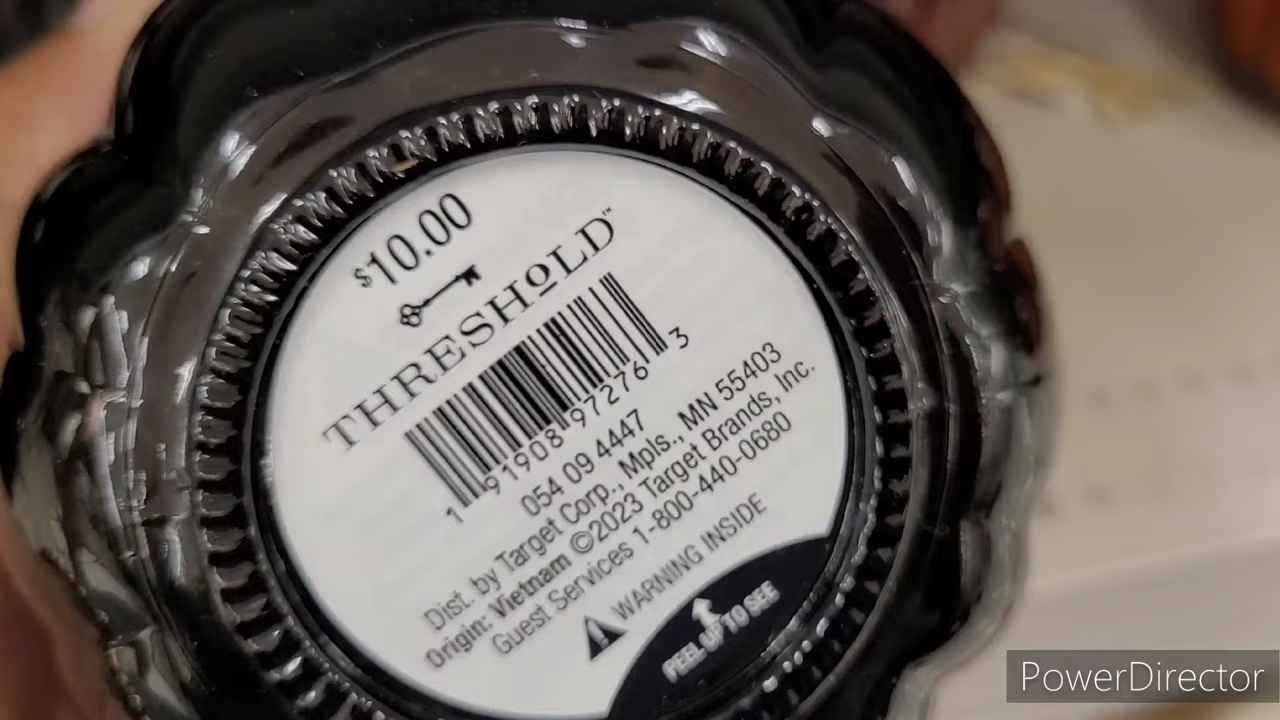 $10.00
THRESHOLD™
1 91908 97276 3
054 09 4447
Dist. by Target Corp., Mpls., MN 55403
Origin: Vietnam ©2023 Target Brands, Inc.
Guest Services 1-800-440-0680
WARNING INSIDE
PEEL UP TO SEE
PowerDirector